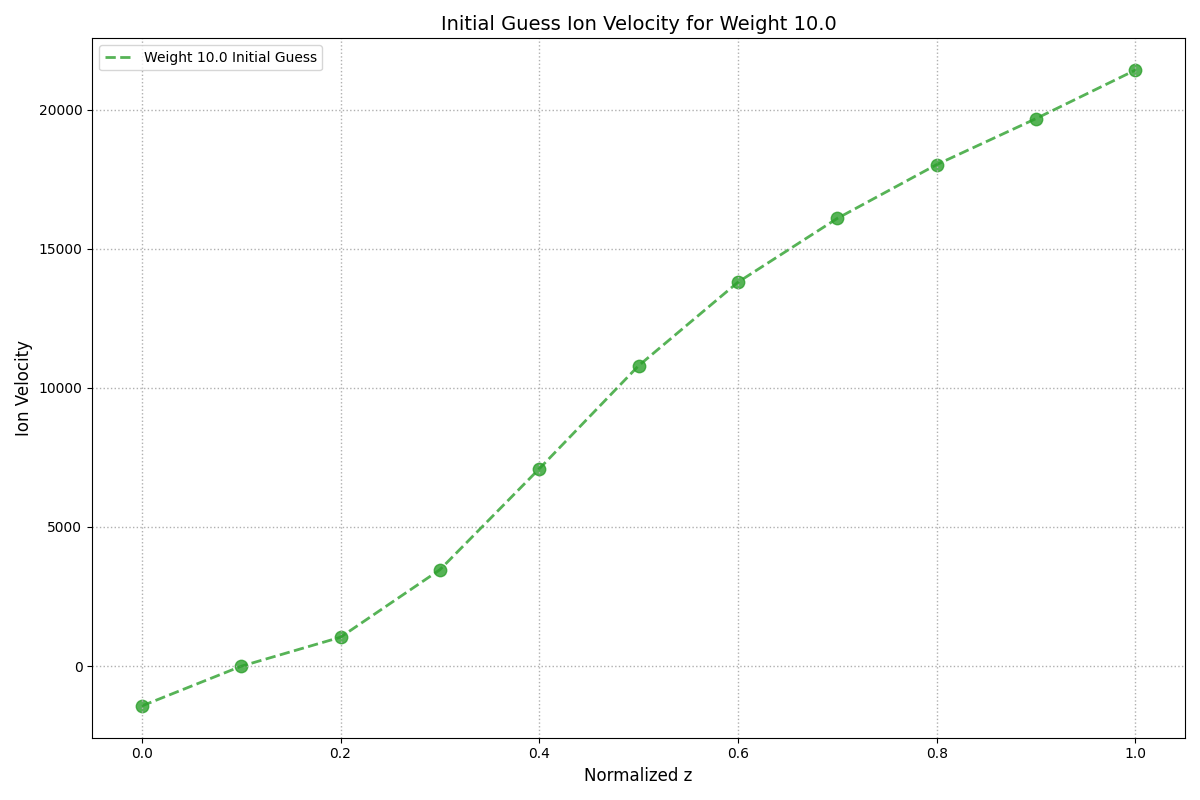 Initial Guess Ion Velocity for Weight 10.0
Weight 10.0 Initial Guess
20000
15000
10000
5000
0
Ion Velocity
0.0 0.2 0.4 0.6 0.8 1.0
Normalized z